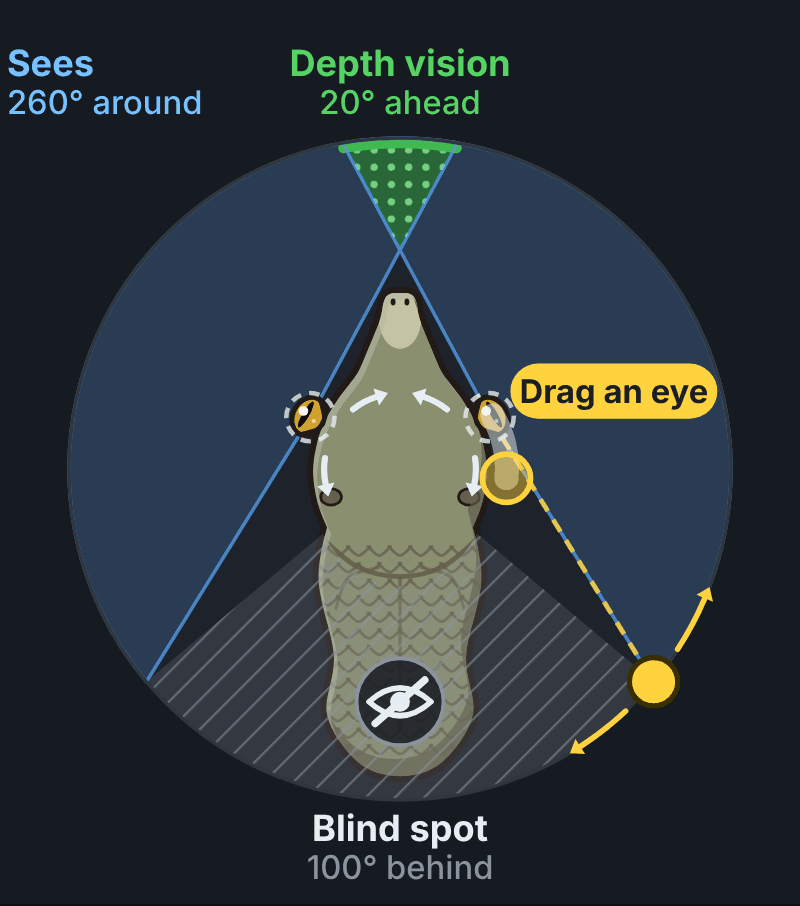 Sees
260° around
Depth vision
20° ahead
Drag an eye
Blind spot
100° behind